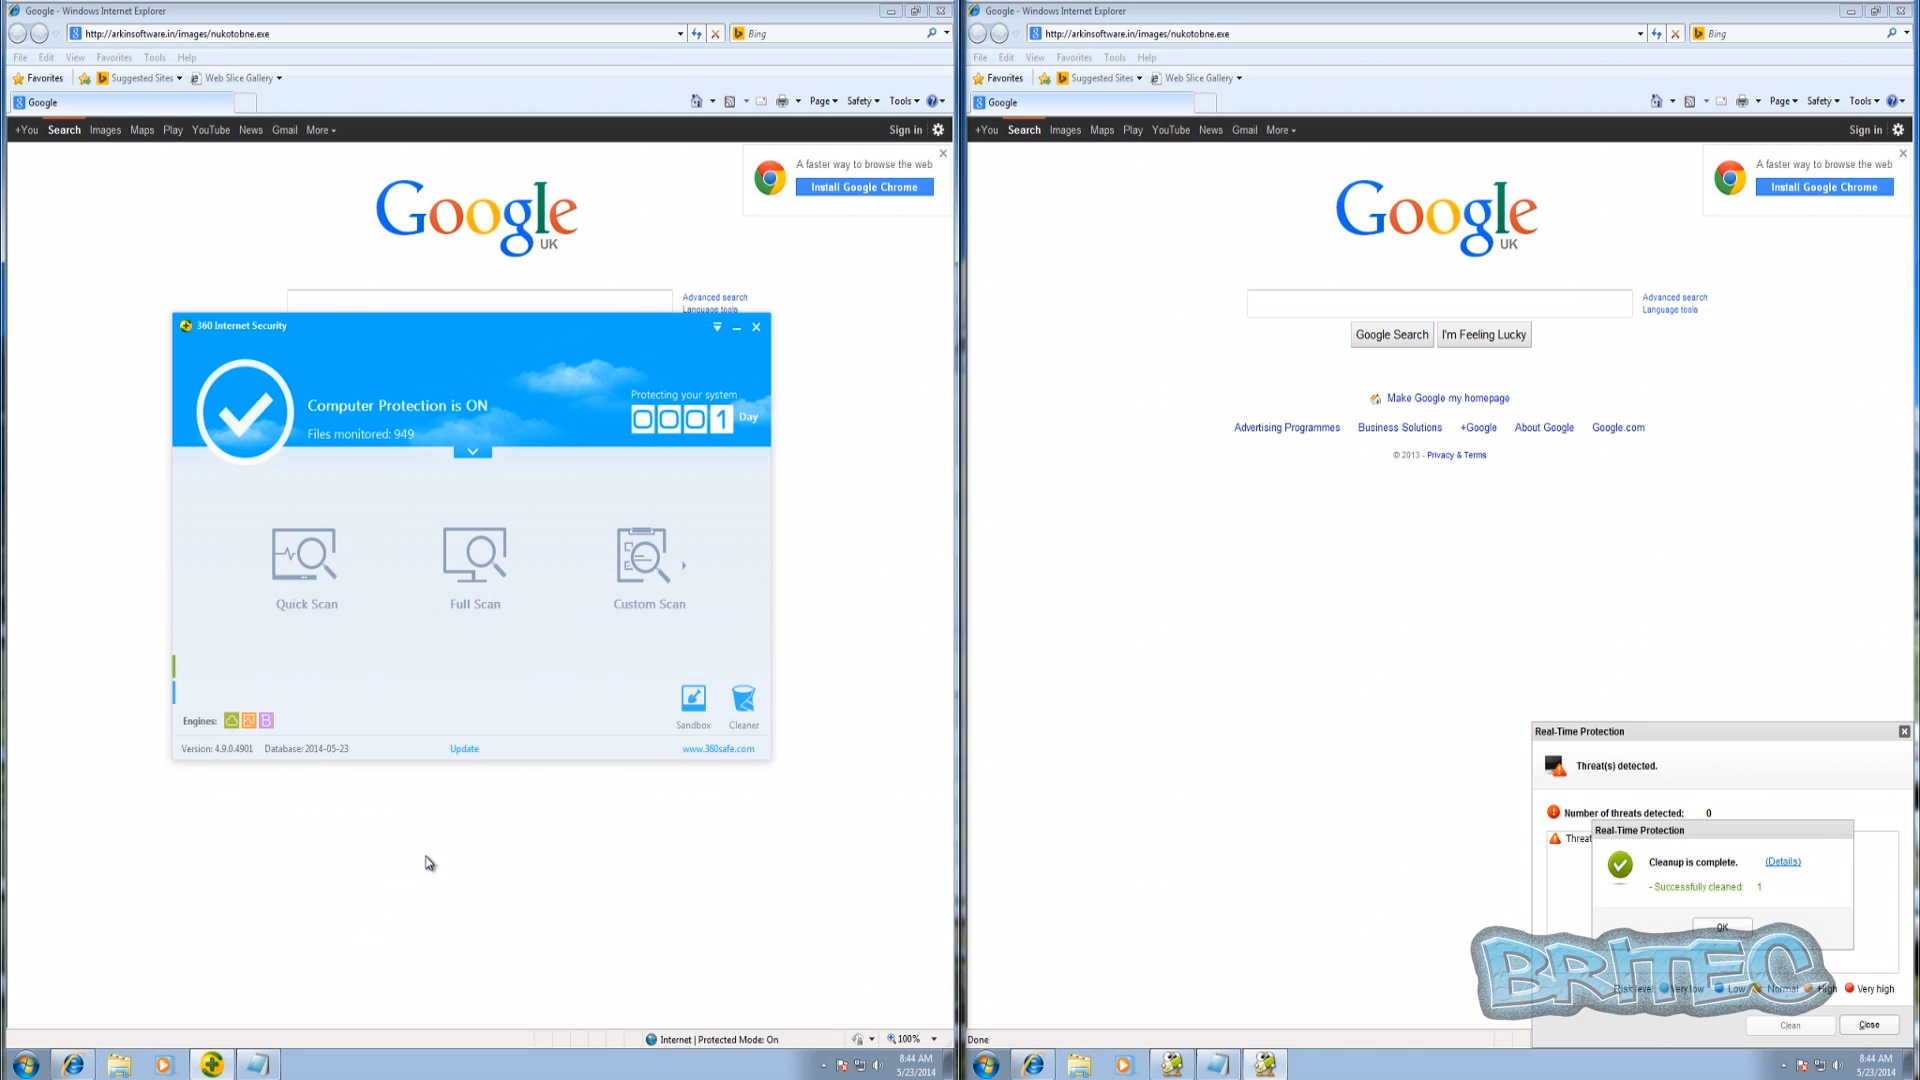 Google - Windows Internet Explorer
http://arkinsoftware.in/images/nukotobne.exe
Bing
File Edit View Favorites Tools Help
Favorites Suggested Sites Web Slice Gallery
Google
Page Safety Tools
+You Search Images Maps Play YouTube News Gmail More
Sign in
A faster way to browse the web
Install Google Chrome
Google
UK
Advanced search
Language tools
360 Internet Security
Computer Protection is ON
Files monitored: 949
Protecting your system
0001 Day
Quick Scan Full Scan Custom Scan
Sandbox Cleaner
Engines:
Version: 4.9.0.4901 Database: 2014-05-23 Update www.360safe.com
Internet | Protected Mode: On
100%
8:44 AM
5/23/2014
Google - Windows Internet Explorer
http://arkinsoftware.in/images/nukotobne.exe
Bing
File Edit View Favorites Tools Help
Favorites Suggested Sites Web Slice Gallery
Google
Page Safety Tools
+You Search Images Maps Play YouTube News Gmail More
Sign in
A faster way to browse the web
Install Google Chrome
Google
UK
Advanced search
Language tools
Google Search I'm Feeling Lucky
Make Google my homepage
Advertising Programmes Business Solutions +Google About Google Google.com
© 2013 - Privacy & Terms
Real-Time Protection
Threat(s) detected.
Number of threats detected: 0
Threat
Real-Time Protection
Cleanup is complete. (Details)
- Successfully cleaned: 1
OK
BRITEC
Risk level: Very low Low Normal High Very high
Clean Close
Done
8:44 AM
5/23/2014